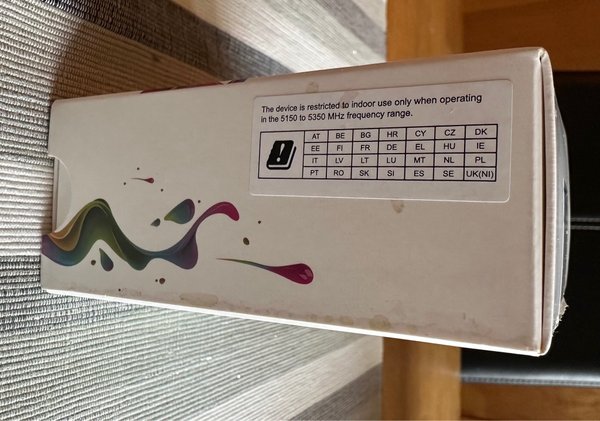 The device is restricted to indoor use only when operating
in the 5150 to 5350 MHz frequency range.
AT BE BG HR CY CZ DK
EE FI FR DE EL HU IE
IT LV LT LU MT NL PL
PT RO SK SI ES SE UK(NI)